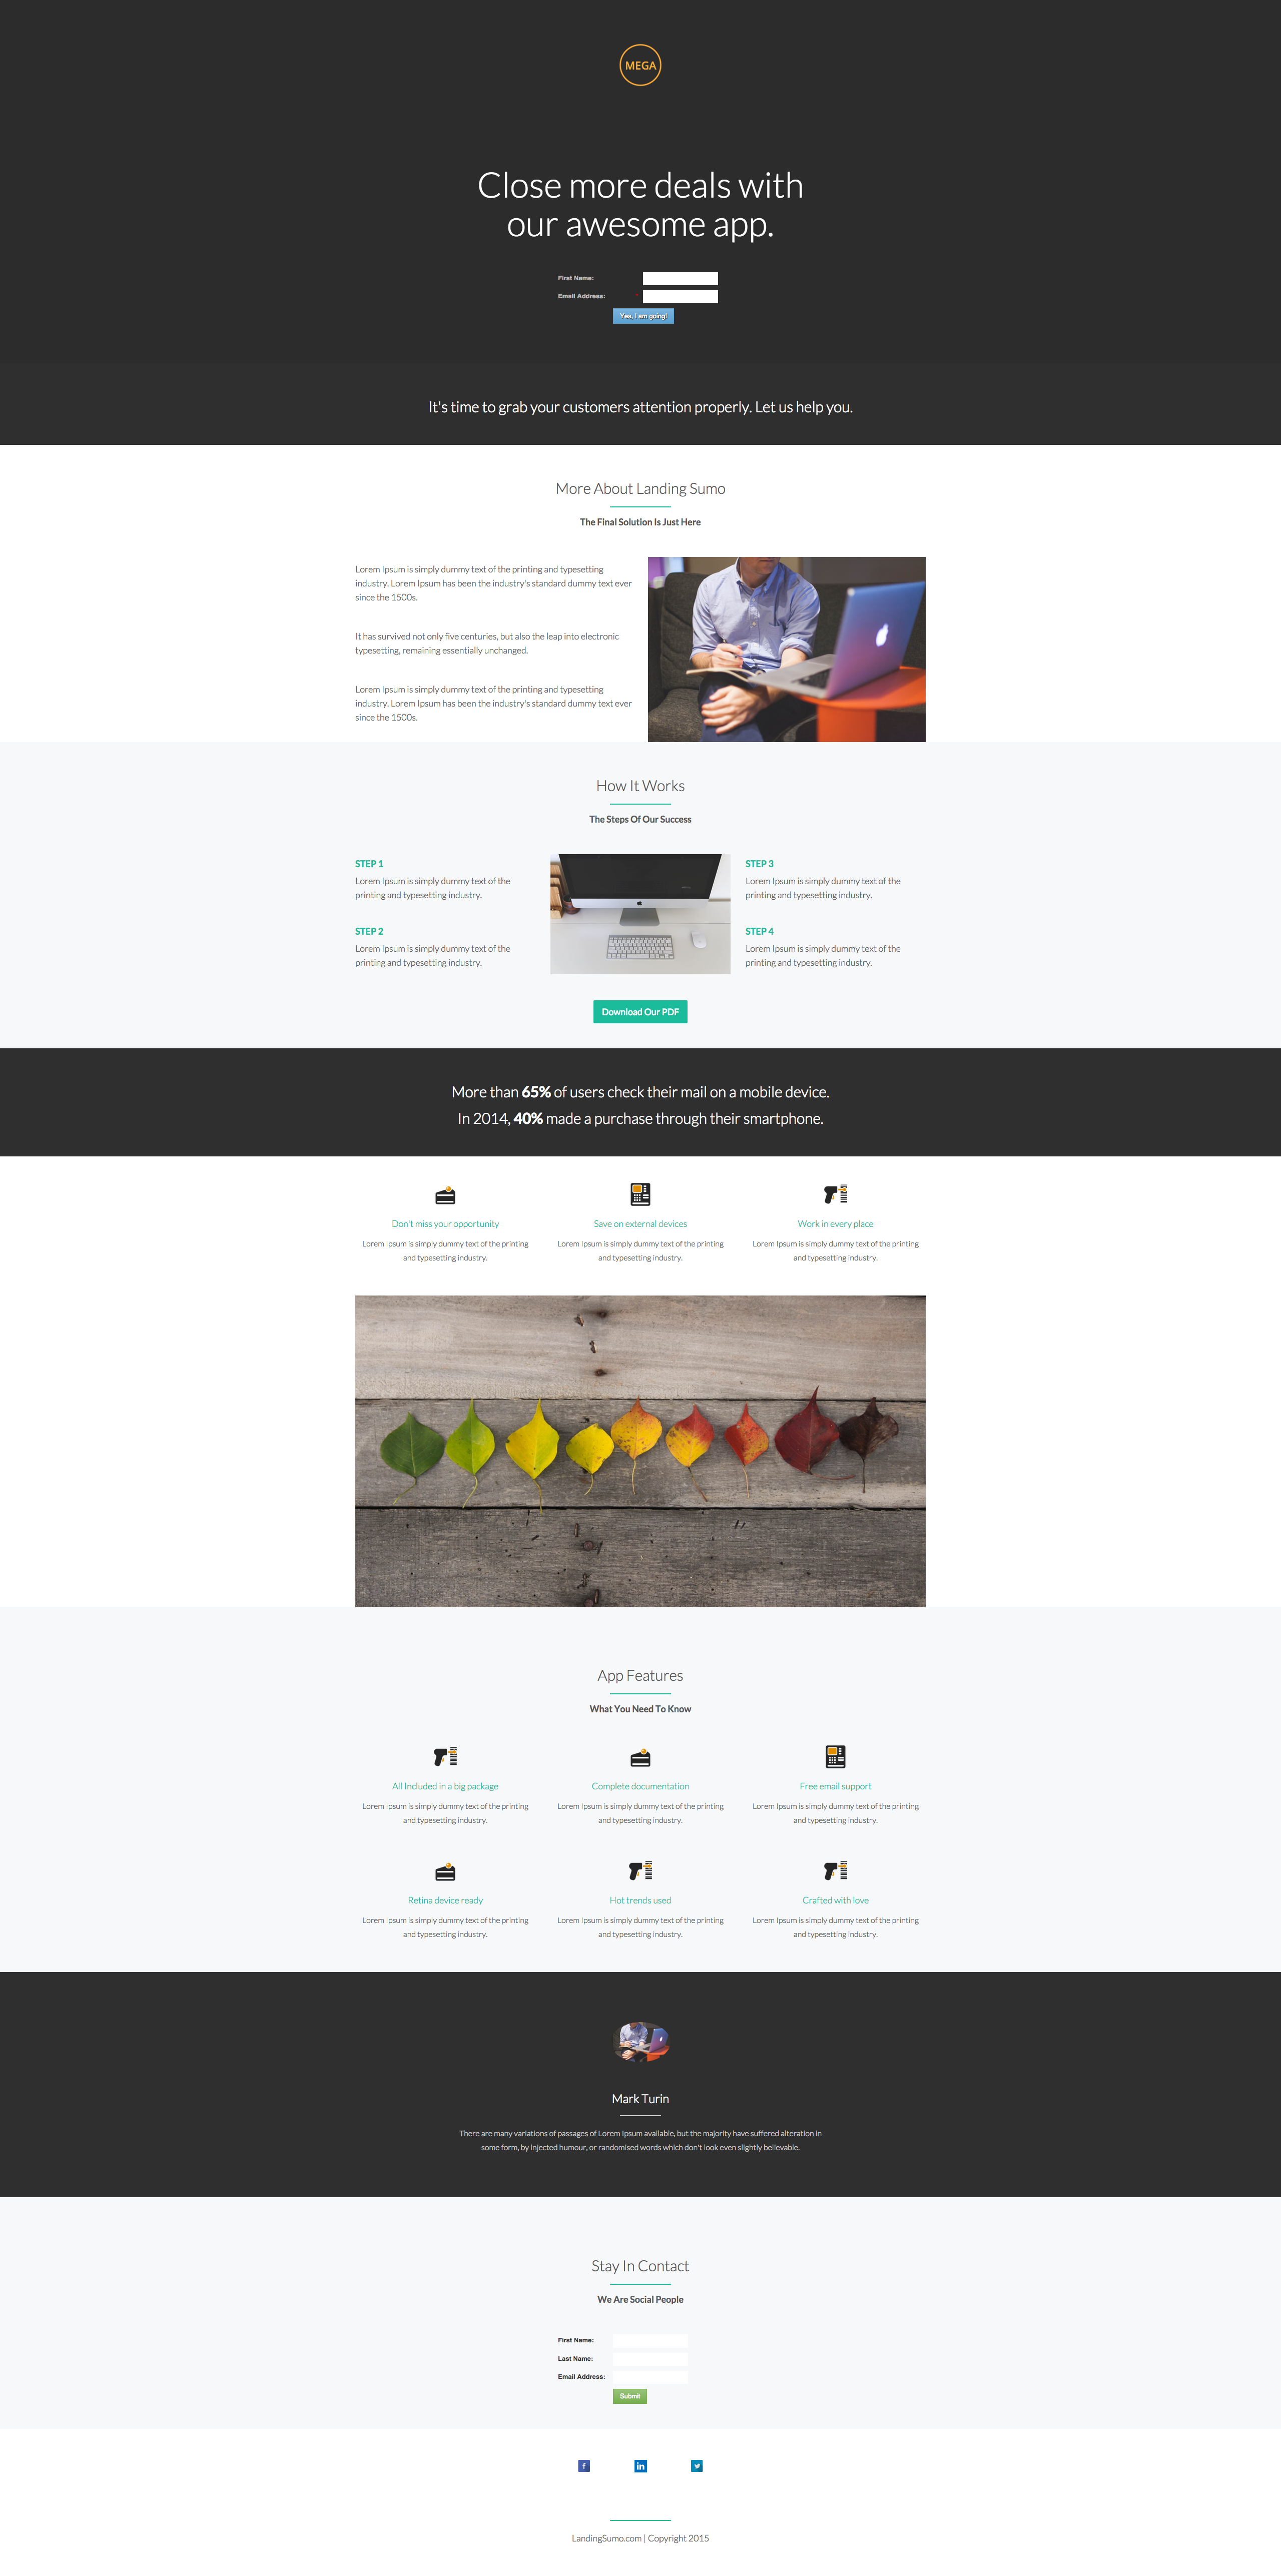 MEGA
Close more deals with
our awesome app.
First Name:
Email Address: *
Yes, I am going!
It's time to grab your customers attention properly. Let us help you.
More About Landing Sumo
The Final Solution Is Just Here
Lorem Ipsum is simply dummy text of the printing and typesetting
industry. Lorem Ipsum has been the industry's standard dummy text ever
since the 1500s.
It has survived not only five centuries, but also the leap into electronic
typesetting, remaining essentially unchanged.
Lorem Ipsum is simply dummy text of the printing and typesetting
industry. Lorem Ipsum has been the industry's standard dummy text ever
since the 1500s.
How It Works
The Steps Of Our Success
STEP 1
Lorem Ipsum is simply dummy text of the
printing and typesetting industry.
STEP 2
Lorem Ipsum is simply dummy text of the
printing and typesetting industry.
STEP 3
Lorem Ipsum is simply dummy text of the
printing and typesetting industry.
STEP 4
Lorem Ipsum is simply dummy text of the
printing and typesetting industry.
Download Our PDF
More than 65% of users check their mail on a mobile device.
In 2014, 40% made a purchase through their smartphone.
Don't miss your opportunity
Lorem Ipsum is simply dummy text of the printing
and typesetting industry.
Save on external devices
Lorem Ipsum is simply dummy text of the printing
and typesetting industry.
Work in every place
Lorem Ipsum is simply dummy text of the printing
and typesetting industry.
App Features
What You Need To Know
All Included in a big package
Lorem Ipsum is simply dummy text of the printing
and typesetting industry.
Complete documentation
Lorem Ipsum is simply dummy text of the printing
and typesetting industry.
Free email support
Lorem Ipsum is simply dummy text of the printing
and typesetting industry.
Retina device ready
Lorem Ipsum is simply dummy text of the printing
and typesetting industry.
Hot trends used
Lorem Ipsum is simply dummy text of the printing
and typesetting industry.
Crafted with love
Lorem Ipsum is simply dummy text of the printing
and typesetting industry.
Mark Turin
There are many variations of passages of Lorem Ipsum available, but the majority have suffered alteration in
some form, by injected humour, or randomised words which don't look even slightly believable.
Stay In Contact
We Are Social People
First Name:
Last Name:
Email Address:
Submit
LandingSumo.com | Copyright 2015